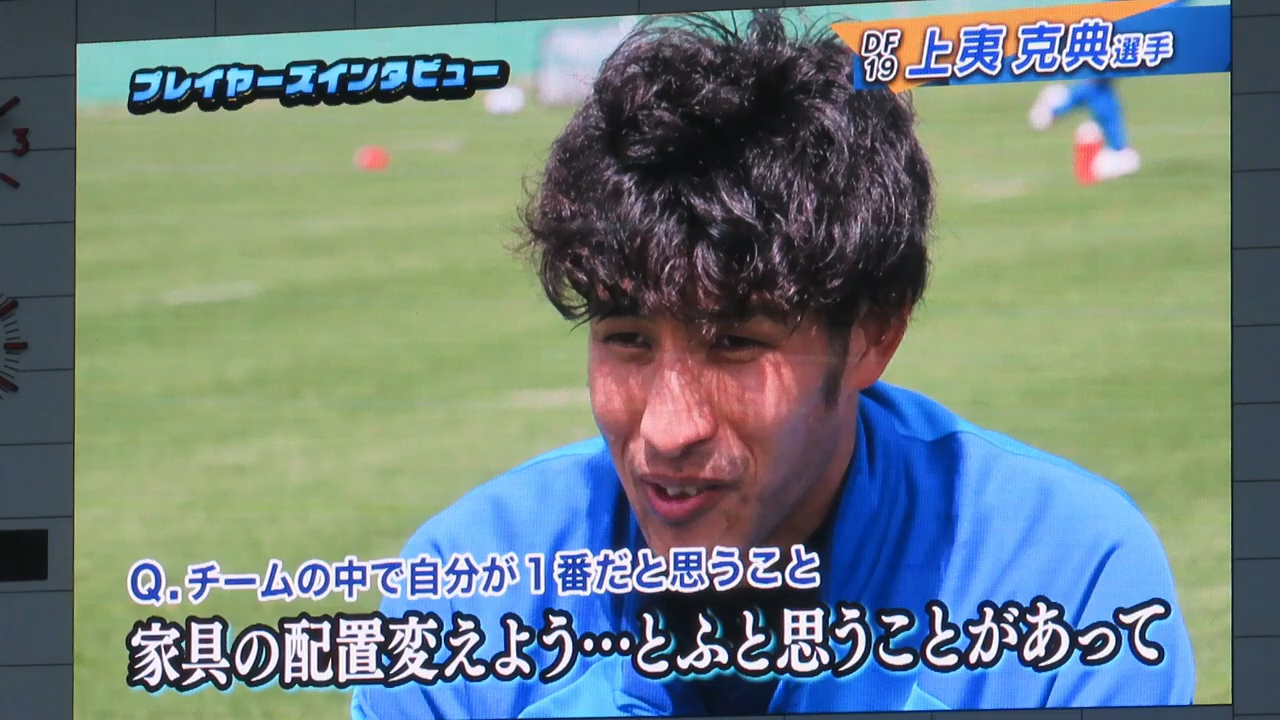 プレイヤーズインタビュー
DF
19
上夷 克典選手
3
Q.チームの中で自分が1番だと思うこと
家具の配置変えよう…とふと思うことがあって